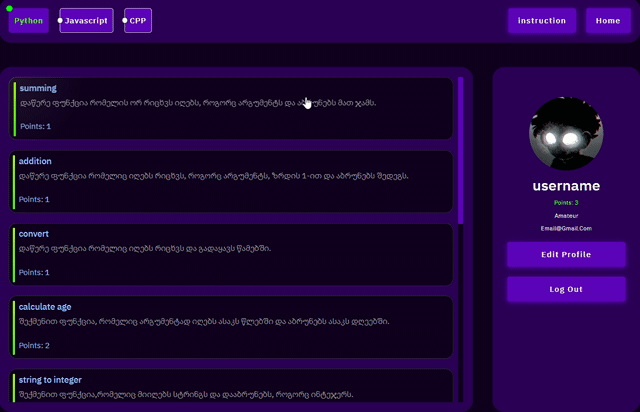 Python
Javascript
CPP
instruction
Home
summing
დაწერე ფუნქცია რომელის ორ რიცხვს იღებს, როგორც არგუმენტს და აბრუნებს მათ ჯამს.
Points: 1
addition
დაწერე ფუნქცია რომელიც იღებს რიცხვს, როგორც არგუმენტს, ზრდის 1-ით და აბრუნებს შედეგს.
Points: 1
convert
დაწერე ფუნქცია რომელიც იღებს რიცხვს და გადაყავს წამებში.
Points: 1
calculate age
შექმენით ფუნქცია, რომელიც არგუმენტად იღებს ასაკს წლებში და აბრუნებს ასაკს დღეებში.
Points: 2
string to integer
შექმენით ფუნქცია,რომელიც მიიღებს სტრინგს და დააბრუნებს, როგორც ინტეჯერს.
username
Points: 3
Amateur
Email@Gmail.Com
Edit Profile
Log Out